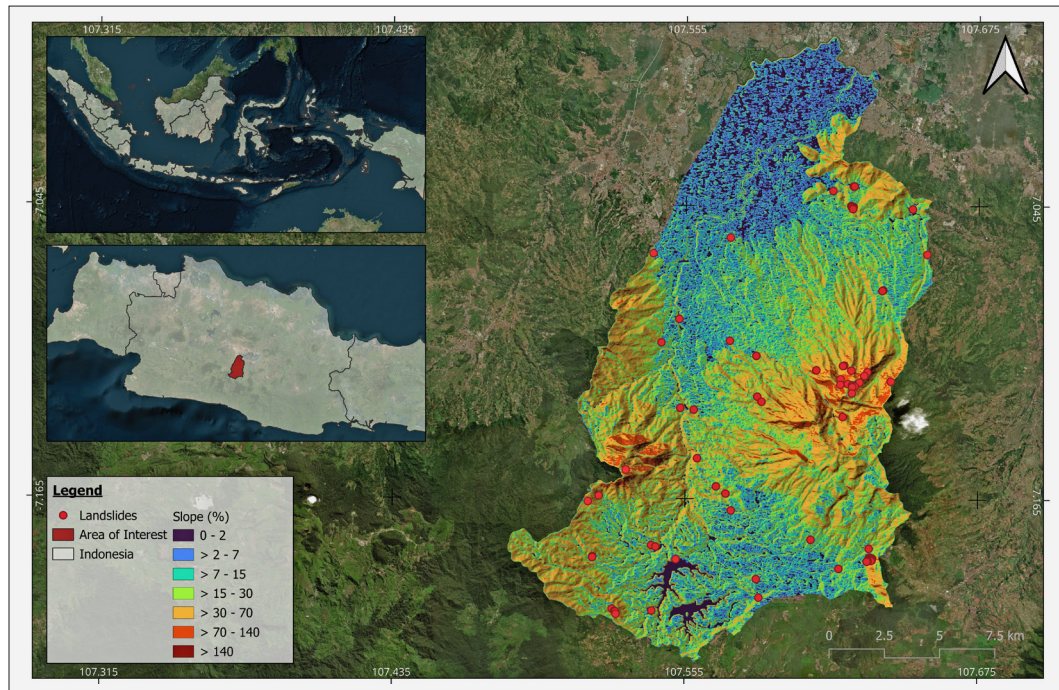 107.315 107.435 107.555 107.675
7.045 7.045
-7.165 7.165
Legend
Landslides
Area of Interest
Indonesia
Slope (%)
0 - 2
> 2 - 7
> 7 - 15
> 15 - 30
> 30 - 70
> 70 - 140
> 140
0 2.5 5 7.5 km
107.315 107.435 107.555 107.675